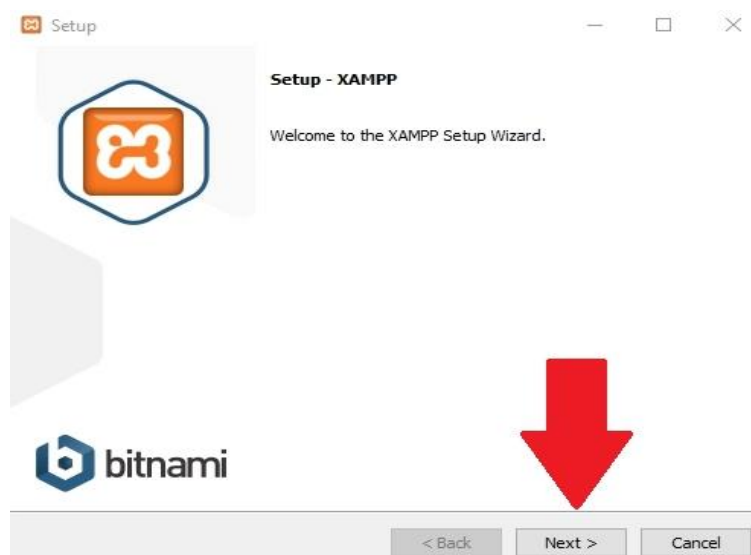 Setup
Setup - XAMPP
Welcome to the XAMPP Setup Wizard.
bitnami
< Back
Next >
Cancel